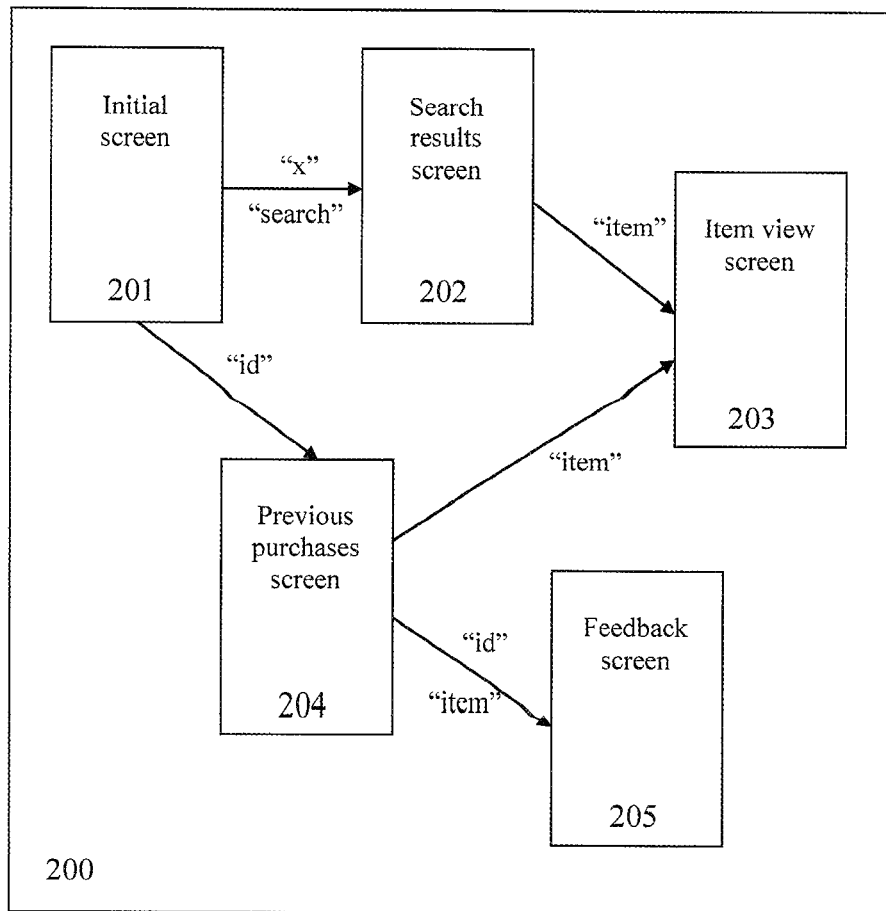 Initial
screen
201
“x”
“search”
Search
results
screen
202
“item”
Item view
screen
203
“id”
Previous
purchases
screen
204
“item”
“id”
“item”
Feedback
screen
205
200